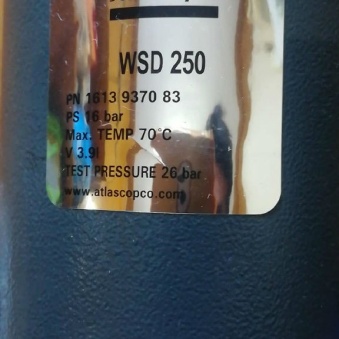 WSD 250
PN 1613 9370 83
PS 16 bar
Max. TEMP 70°C
V 3.9l
TEST PRESSURE 26 bar
www.atlascopco.com